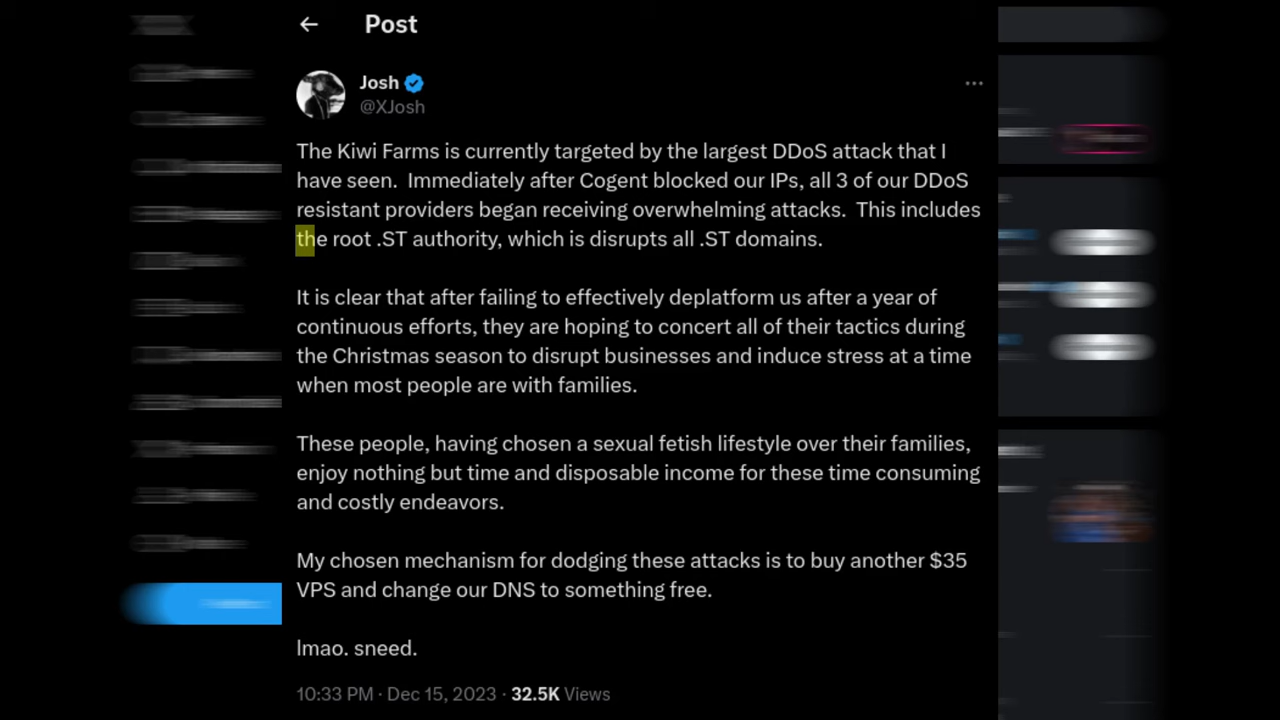 Post
Josh
@XJosh
The Kiwi Farms is currently targeted by the largest DDoS attack that I
have seen.  Immediately after Cogent blocked our IPs, all 3 of our DDoS
resistant providers began receiving overwhelming attacks.  This includes
the root .ST authority, which is disrupts all .ST domains.
It is clear that after failing to effectively deplatform us after a year of
continuous efforts, they are hoping to concert all of their tactics during
the Christmas season to disrupt businesses and induce stress at a time
when most people are with families.
These people, having chosen a sexual fetish lifestyle over their families,
enjoy nothing but time and disposable income for these time consuming
and costly endeavors.
My chosen mechanism for dodging these attacks is to buy another $35
VPS and change our DNS to something free.
lmao. sneed.
10:33 PM · Dec 15, 2023 · 32.5K Views